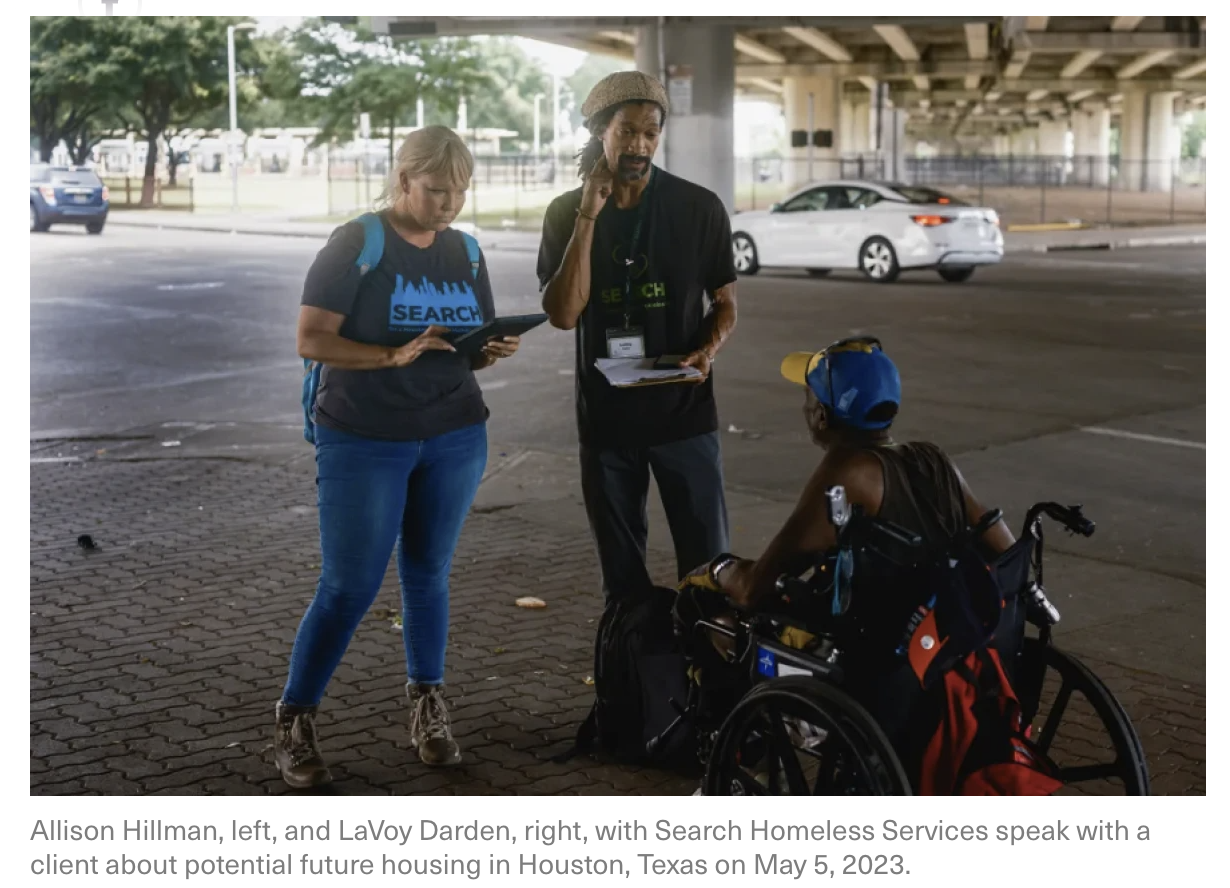 SEARCH
SEARCH
Allison Hillman, left, and LaVoy Darden, right, with Search Homeless Services speak with a
client about potential future housing in Houston, Texas on May 5, 2023.